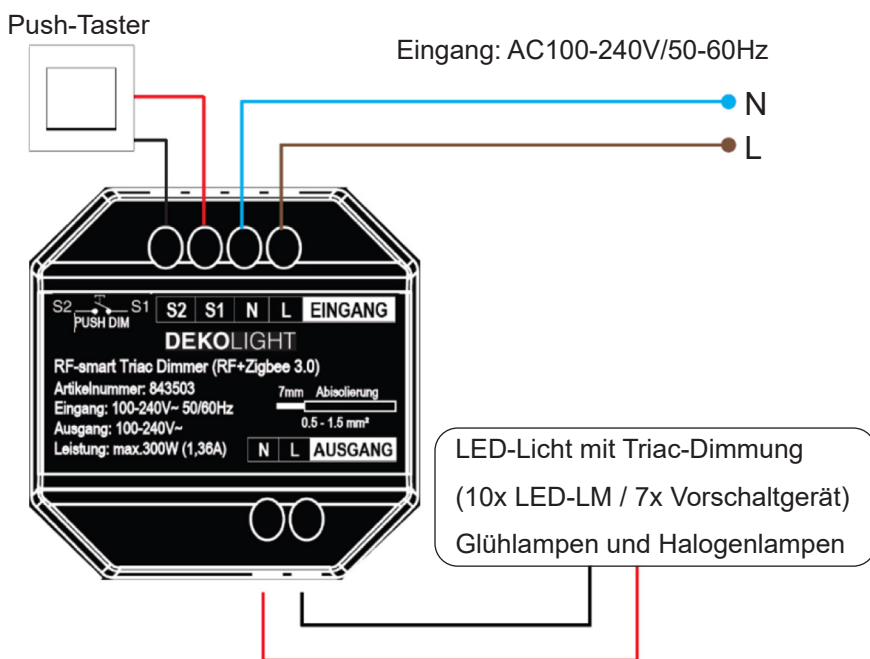 Push-Taster
Eingang: AC100-240V/50-60Hz
N
L
S2 S1 S2 S1 N L EINGANG
PUSH DIM
DEKOLIGHT
RF-smart Triac Dimmer (RF+Zigbee 3.0)
Artikelnummer: 843503
7mm Abisolierung
Eingang: 100-240V~ 50/60Hz
Ausgang: 100-240V~
0.5 - 1.5 mm²
Leistung: max.300W (1,36A)
N L AUSGANG
LED-Licht mit Triac-Dimmung
(10x LED-LM / 7x Vorschaltgerät)
Glühlampen und Halogenlampen